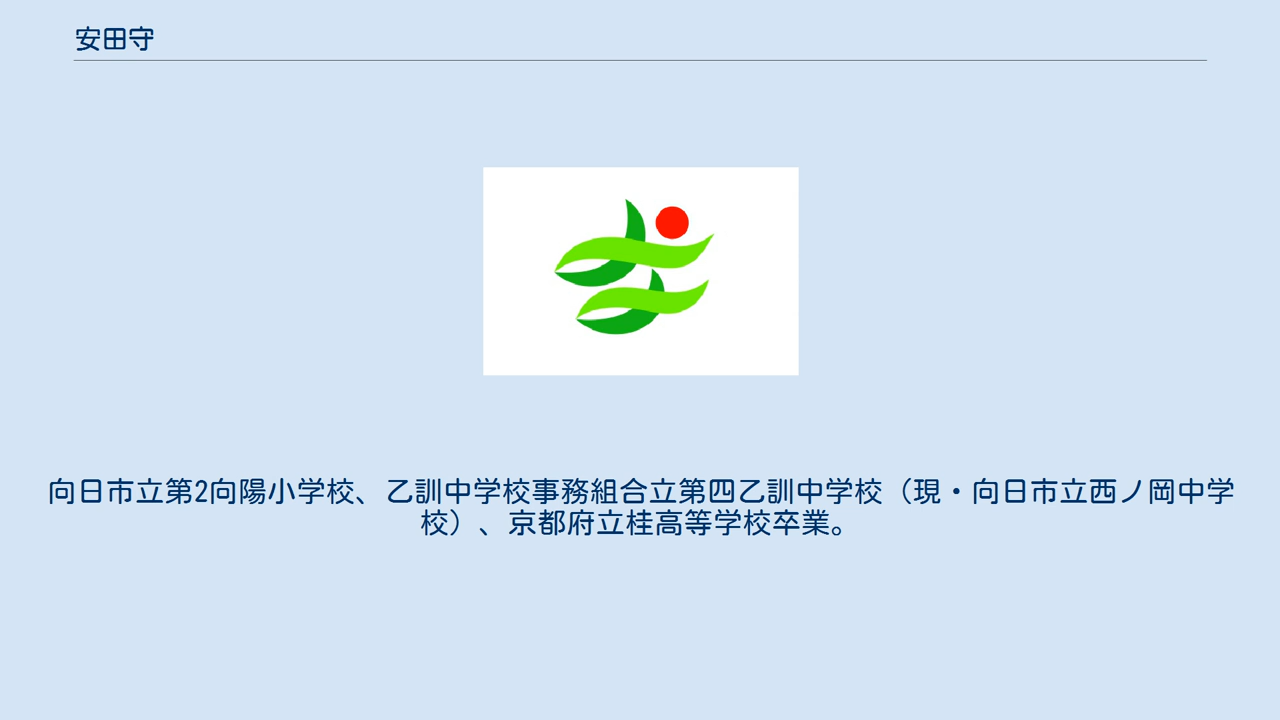 安田守
向日市立第2向陽小学校、乙訓中学校事務組合立第四乙訓中学校（現・向日市立西ノ岡中学
校）、京都府立桂高等学校卒業。